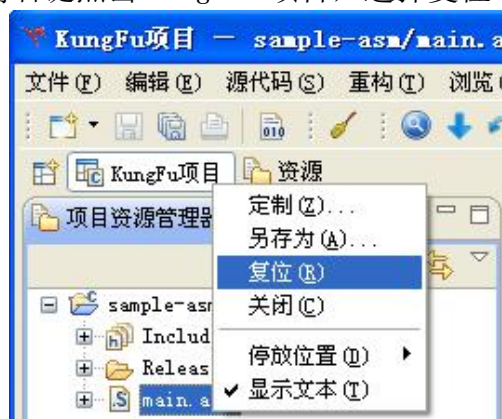 KungFu项目 — sample-asm/main.a
文件(F) 编辑(E) 源代码(S) 重构(T) 浏览
010
KungFu项目 资源
项目资源管理器
定制(Z)...
另存为(A)...
复位(R)
关闭(C)
停放位置(D)
显示文本(T)
sample-asm
Includ
Releas
main.a